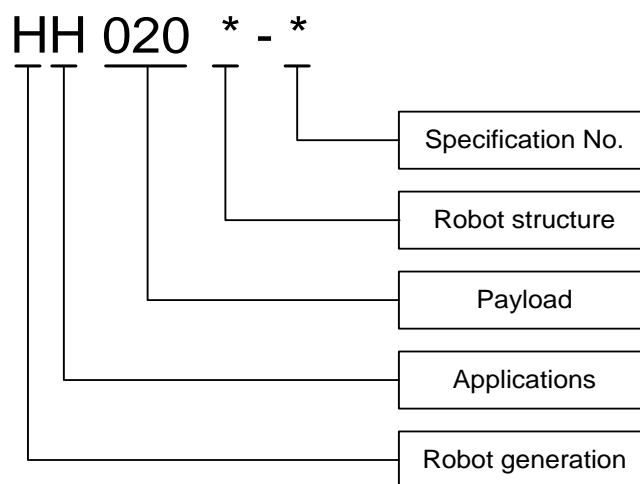 HH 020 * - *
Specification No.
Robot structure
Payload
Applications
Robot generation